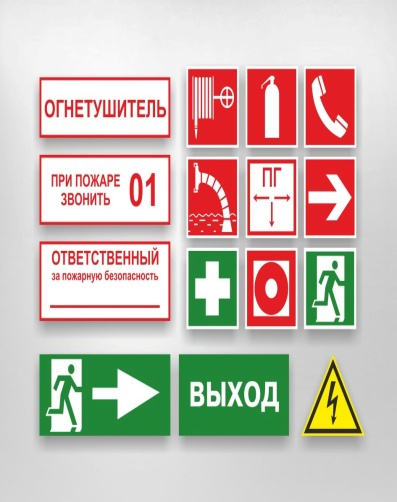 ОГНЕТУШИТЕЛЬ
ПРИ ПОЖАРЕ
ЗВОНИТЬ 01
ПГ
ОТВЕТСТВЕННЫЙ
за пожарную безопасность
ВЫХОД